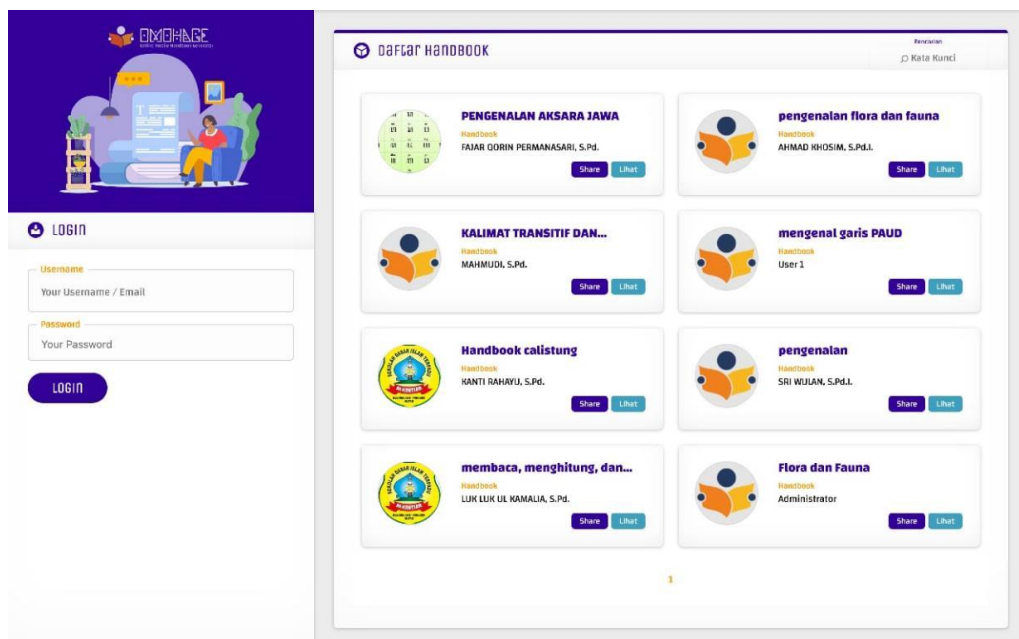 OMOHAGE
LOGIN
Username
Your Username / Email
Password
Your Password
LOGIN
Daftar Handbook
Pencarian
Kata Kunci
PENGENALAN AKSARA JAWA
Handbook
FAJAR QORIN PERMANASARI, S.Pd.
Share Lihat
pengenalan flora dan fauna
Handbook
AHMAD KHOSIM, S.Pd.I.
Share Lihat
KALIMAT TRANSITIF DAN...
Handbook
MAHMUDI, S.Pd.
Share Lihat
mengenal garis PAUD
Handbook
User 1
Share Lihat
Handbook calistung
Handbook
KANTI RAHAYU, S.Pd.
Share Lihat
pengenalan
Handbook
SRI WULAN, S.Pd.I.
Share Lihat
membaca, menghitung, dan...
Handbook
LUK LUK UL KAMALIA, S.Pd.
Share Lihat
Flora dan Fauna
Handbook
Administrator
Share Lihat
1